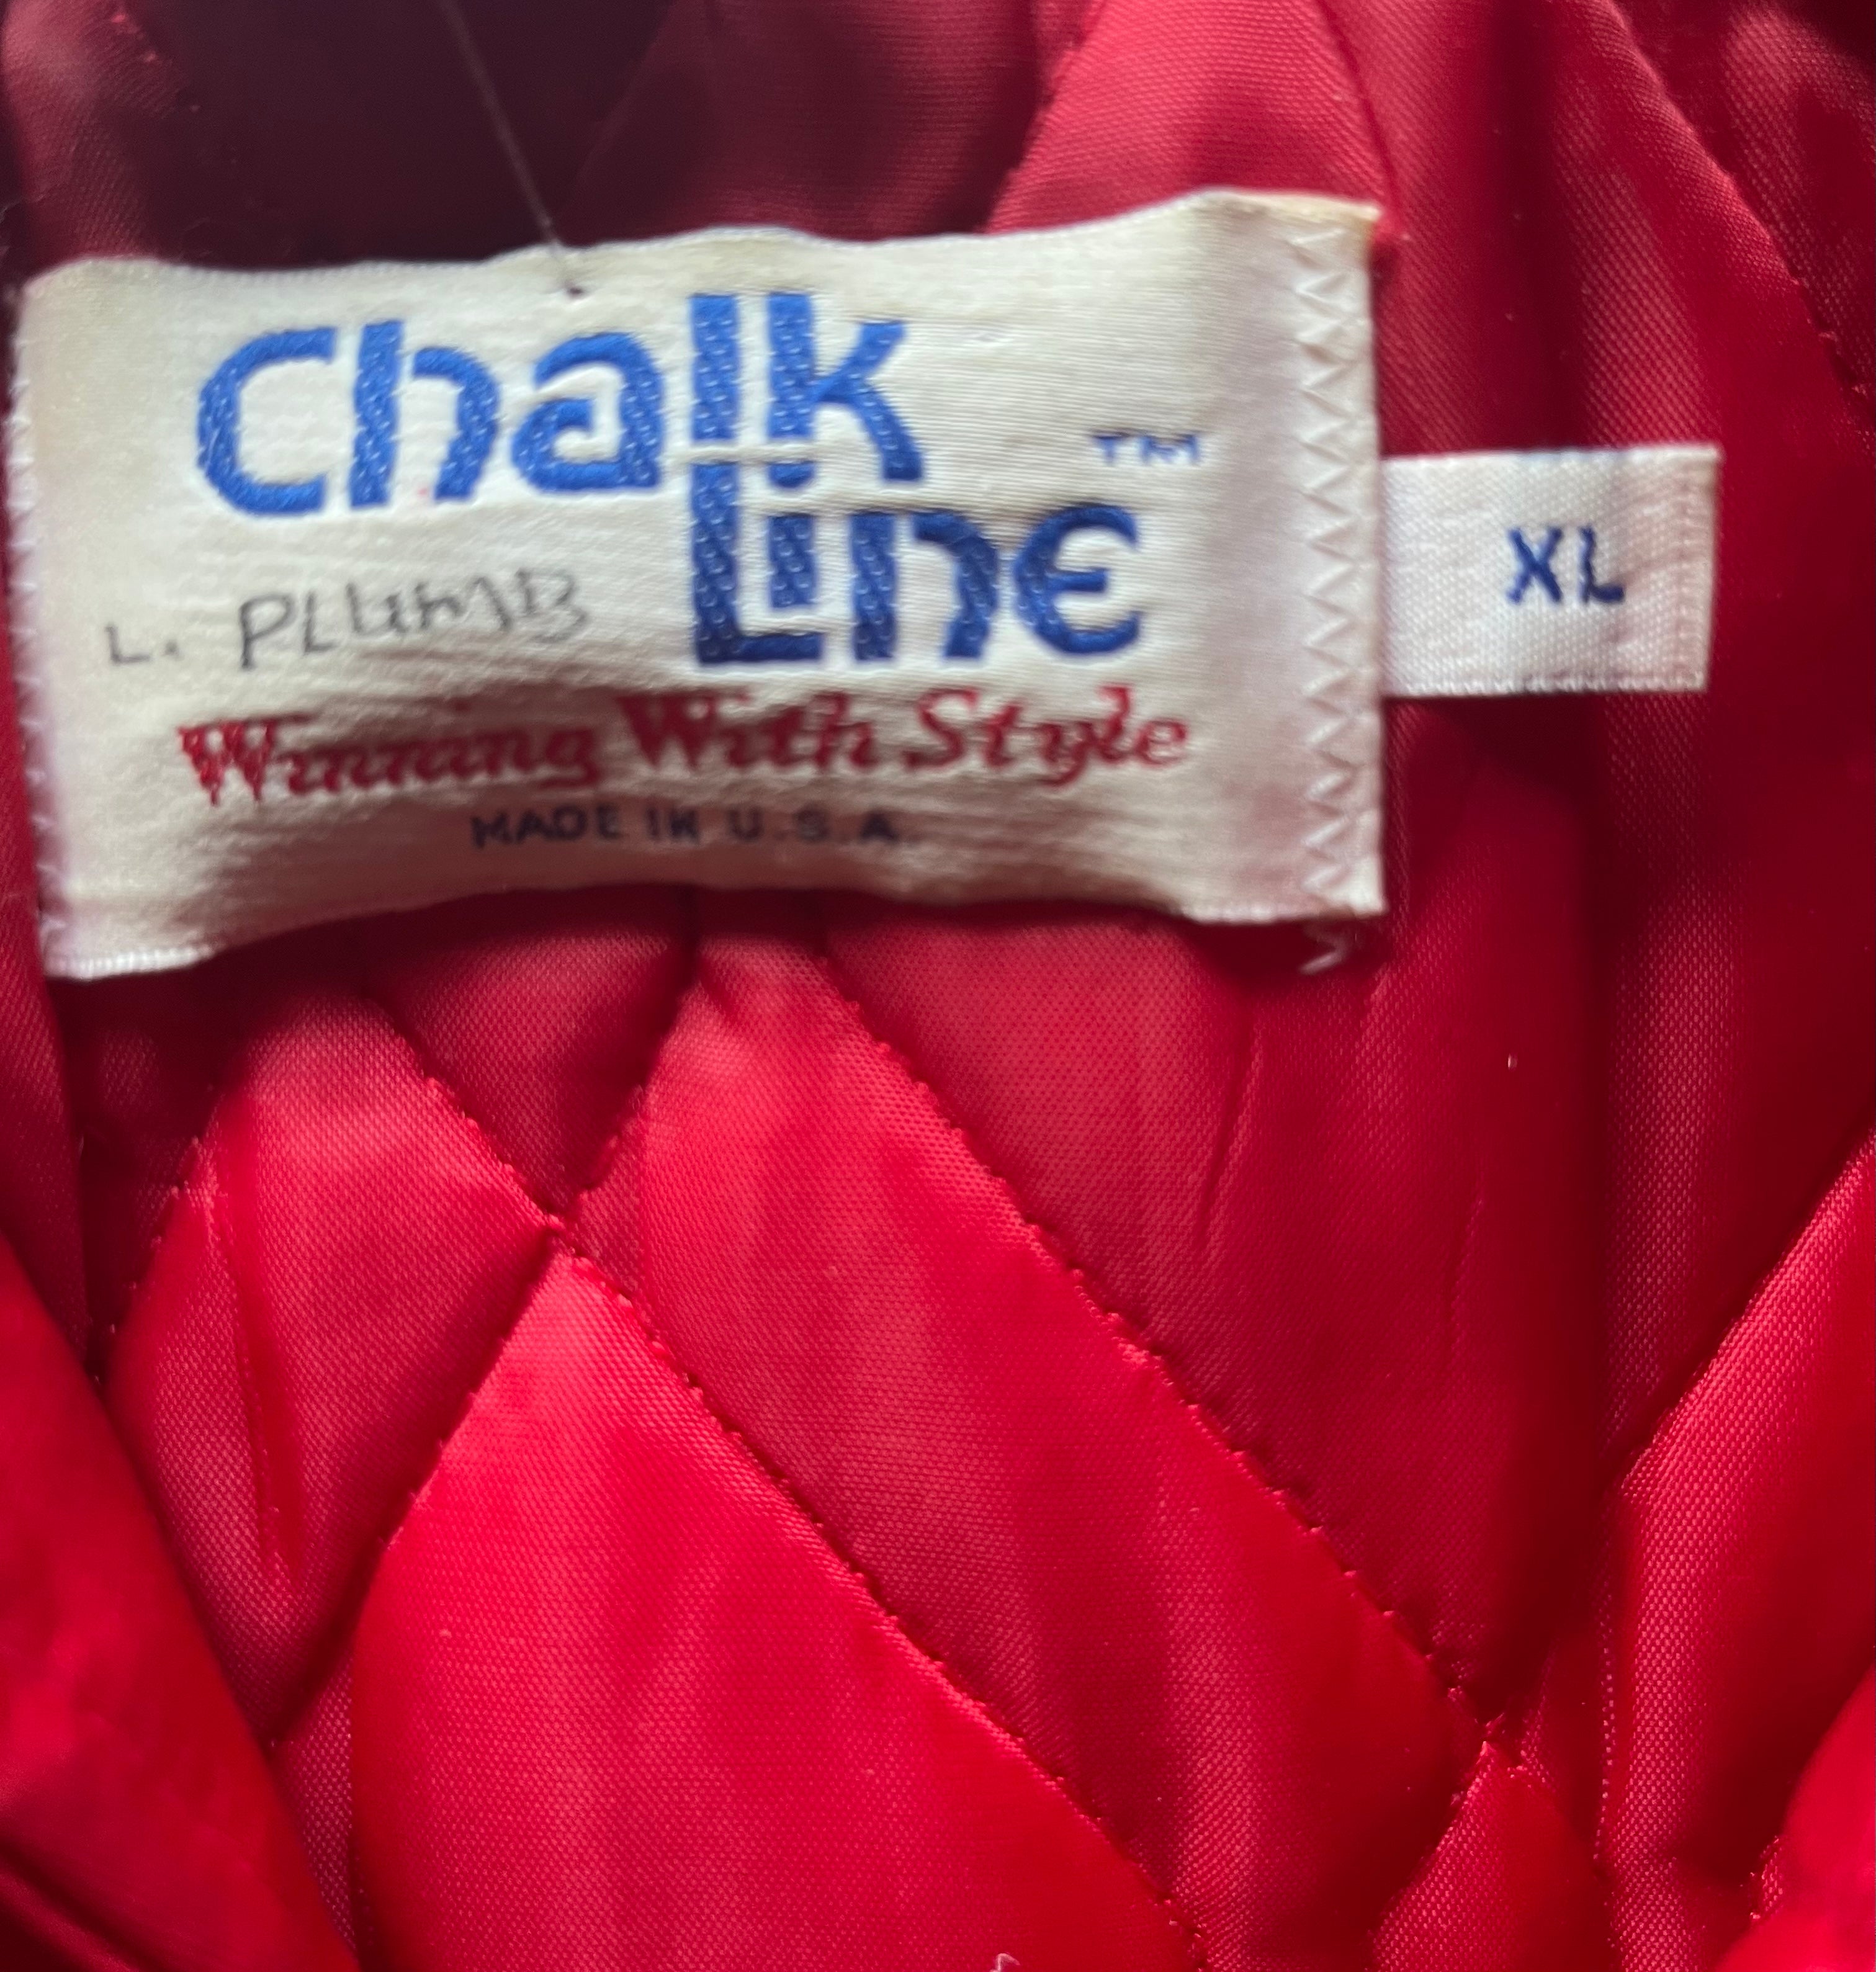 Chalk
Line ™
XL
L. PLUMB
Winning With Style
MADE IN U.S.A.